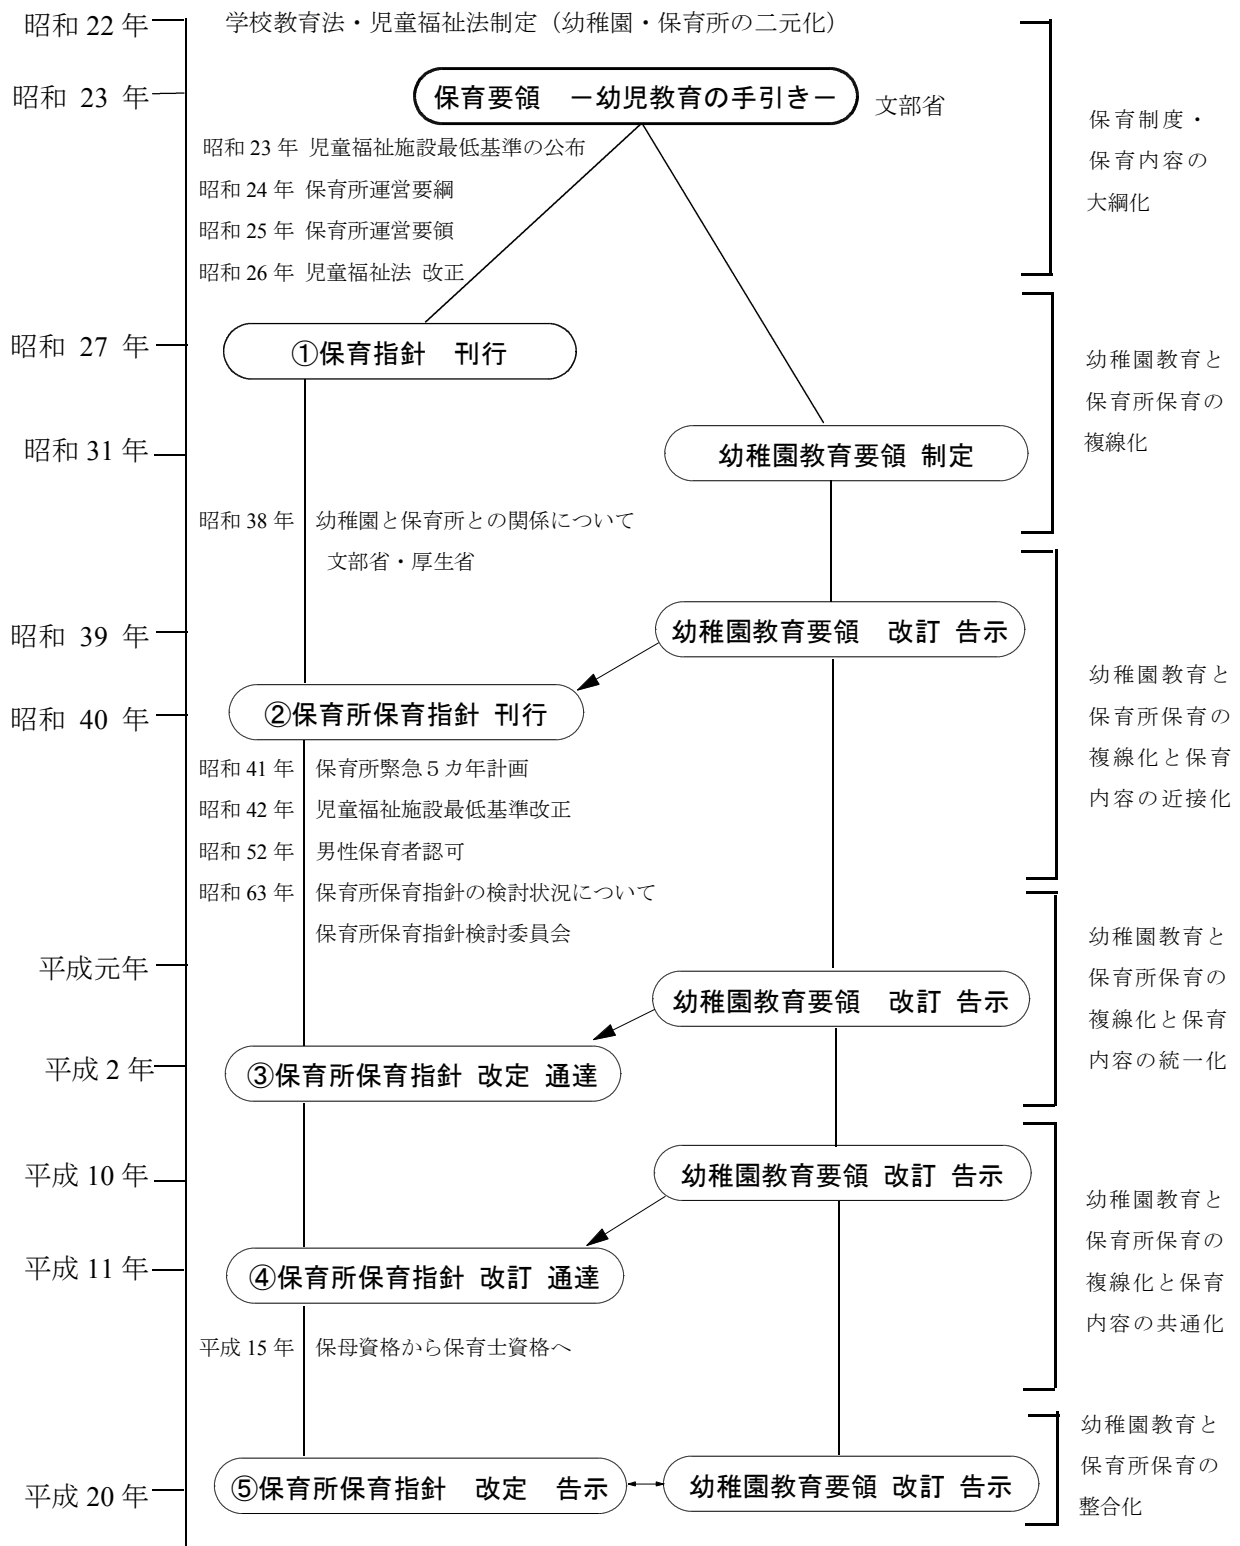 昭和 22 年
学校教育法・児童福祉法制定（幼稚園・保育所の二元化）
昭和 23 年
保育要領　－幼児教育の手引き－
文部省
昭和 23 年 児童福祉施設最低基準の公布
昭和 24 年 保育所運営要綱
昭和 25 年 保育所運営要領
昭和 26 年 児童福祉法 改正
保育制度・
保育内容の
大綱化
昭和 27 年
①保育指針　刊行
昭和 31 年
幼稚園教育要領 制定
幼稚園教育と
保育所保育の
複線化
昭和 38 年 幼稚園と保育所との関係について
文部省・厚生省
昭和 39 年
幼稚園教育要領　改訂 告示
昭和 40 年
②保育所保育指針 刊行
昭和 41 年 保育所緊急５カ年計画
昭和 42 年 児童福祉施設最低基準改正
昭和 52 年 男性保育者認可
昭和 63 年 保育所保育指針の検討状況について
保育所保育指針検討委員会
幼稚園教育と
保育所保育の
複線化と保育
内容の近接化
平成元年
幼稚園教育要領　改訂 告示
平成 2 年
③保育所保育指針 改定 通達
幼稚園教育と
保育所保育の
複線化と保育
内容の統一化
平成 10 年
幼稚園教育要領 改訂 告示
平成 11 年
④保育所保育指針 改訂 通達
平成 15 年 保母資格から保育士資格へ
幼稚園教育と
保育所保育の
複線化と保育
内容の共通化
平成 20 年
⑤保育所保育指針　改定　告示
幼稚園教育要領 改訂 告示
幼稚園教育と
保育所保育の
整合化